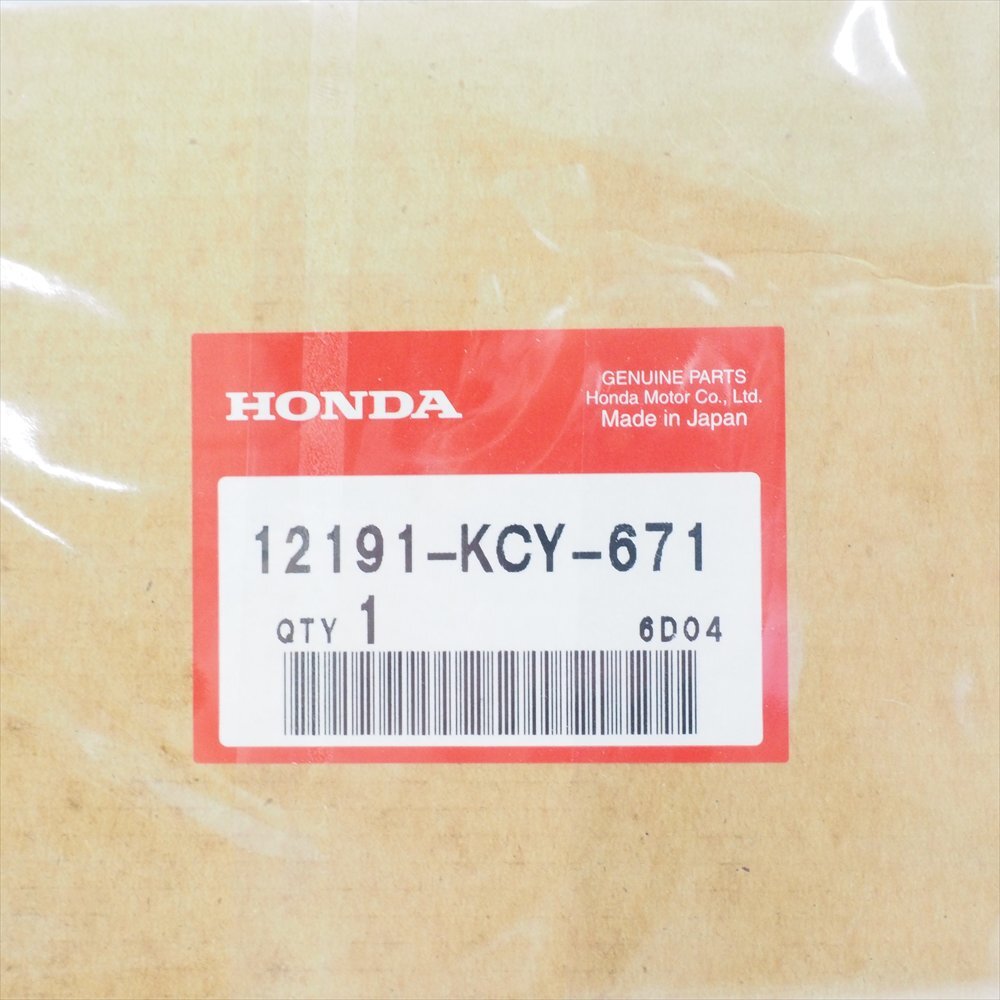 HONDA
GENUINE PARTS
Honda Motor Co., Ltd.
Made in Japan
12191-KCY-671
QTY 1 6D04